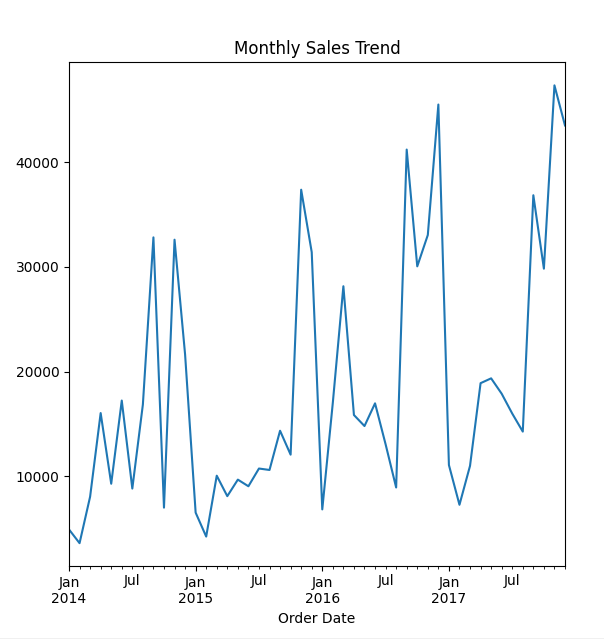 Monthly Sales Trend
40000
30000
20000
10000
Jan Jul Jan Jul Jan Jul Jan Jul
2014 2015 2016 2017
Order Date